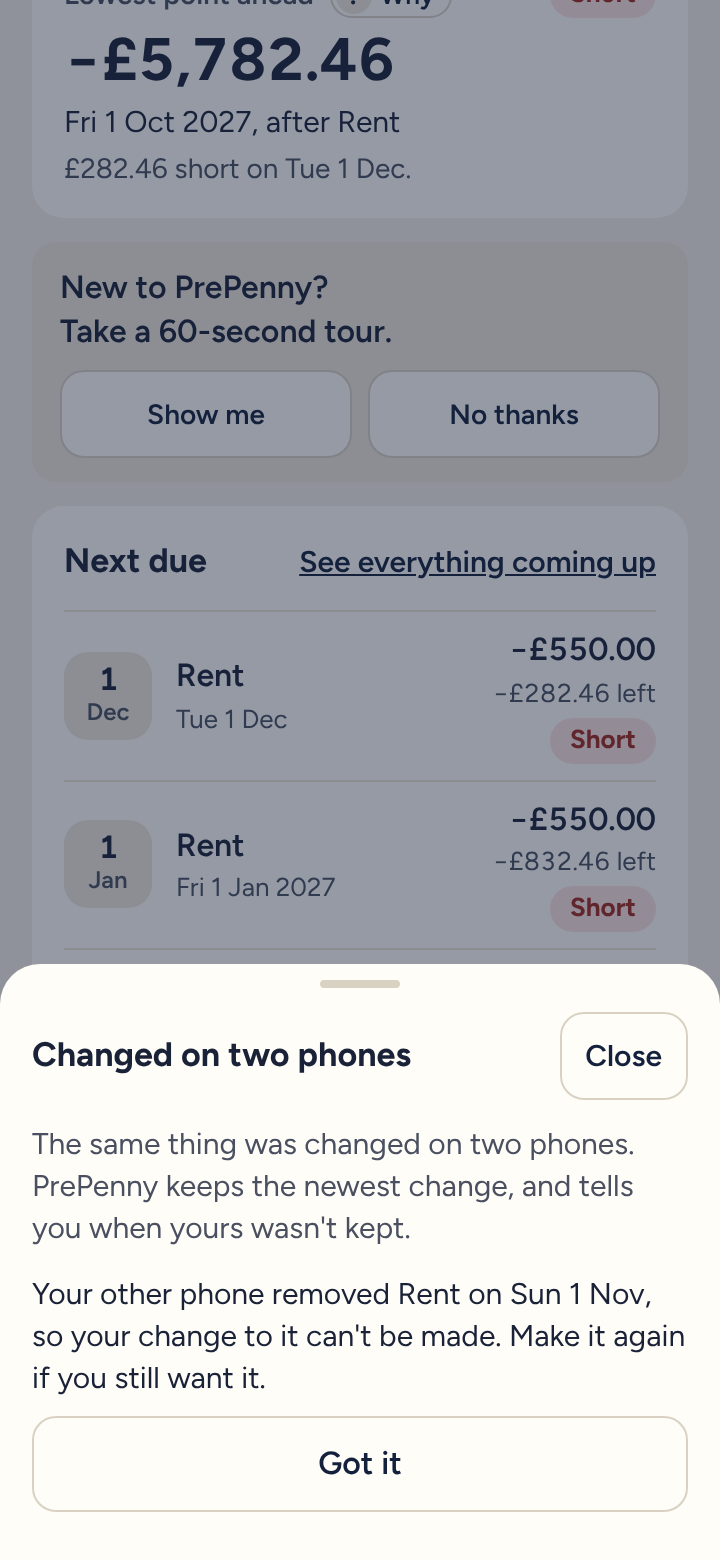 Lowest point ahead ? Why Short
−£5,782.46
Fri 1 Oct 2027, after Rent
£282.46 short on Tue 1 Dec.
New to PrePenny?
Take a 60-second tour.
Show me No thanks
Next due See everything coming up
1 Dec
Rent
Tue 1 Dec
−£550.00
−£282.46 left
Short
1 Jan
Rent
Fri 1 Jan 2027
−£550.00
−£832.46 left
Short
Changed on two phones Close
The same thing was changed on two phones.
PrePenny keeps the newest change, and tells
you when yours wasn't kept.
Your other phone removed Rent on Sun 1 Nov,
so your change to it can't be made. Make it again
if you still want it.
Got it